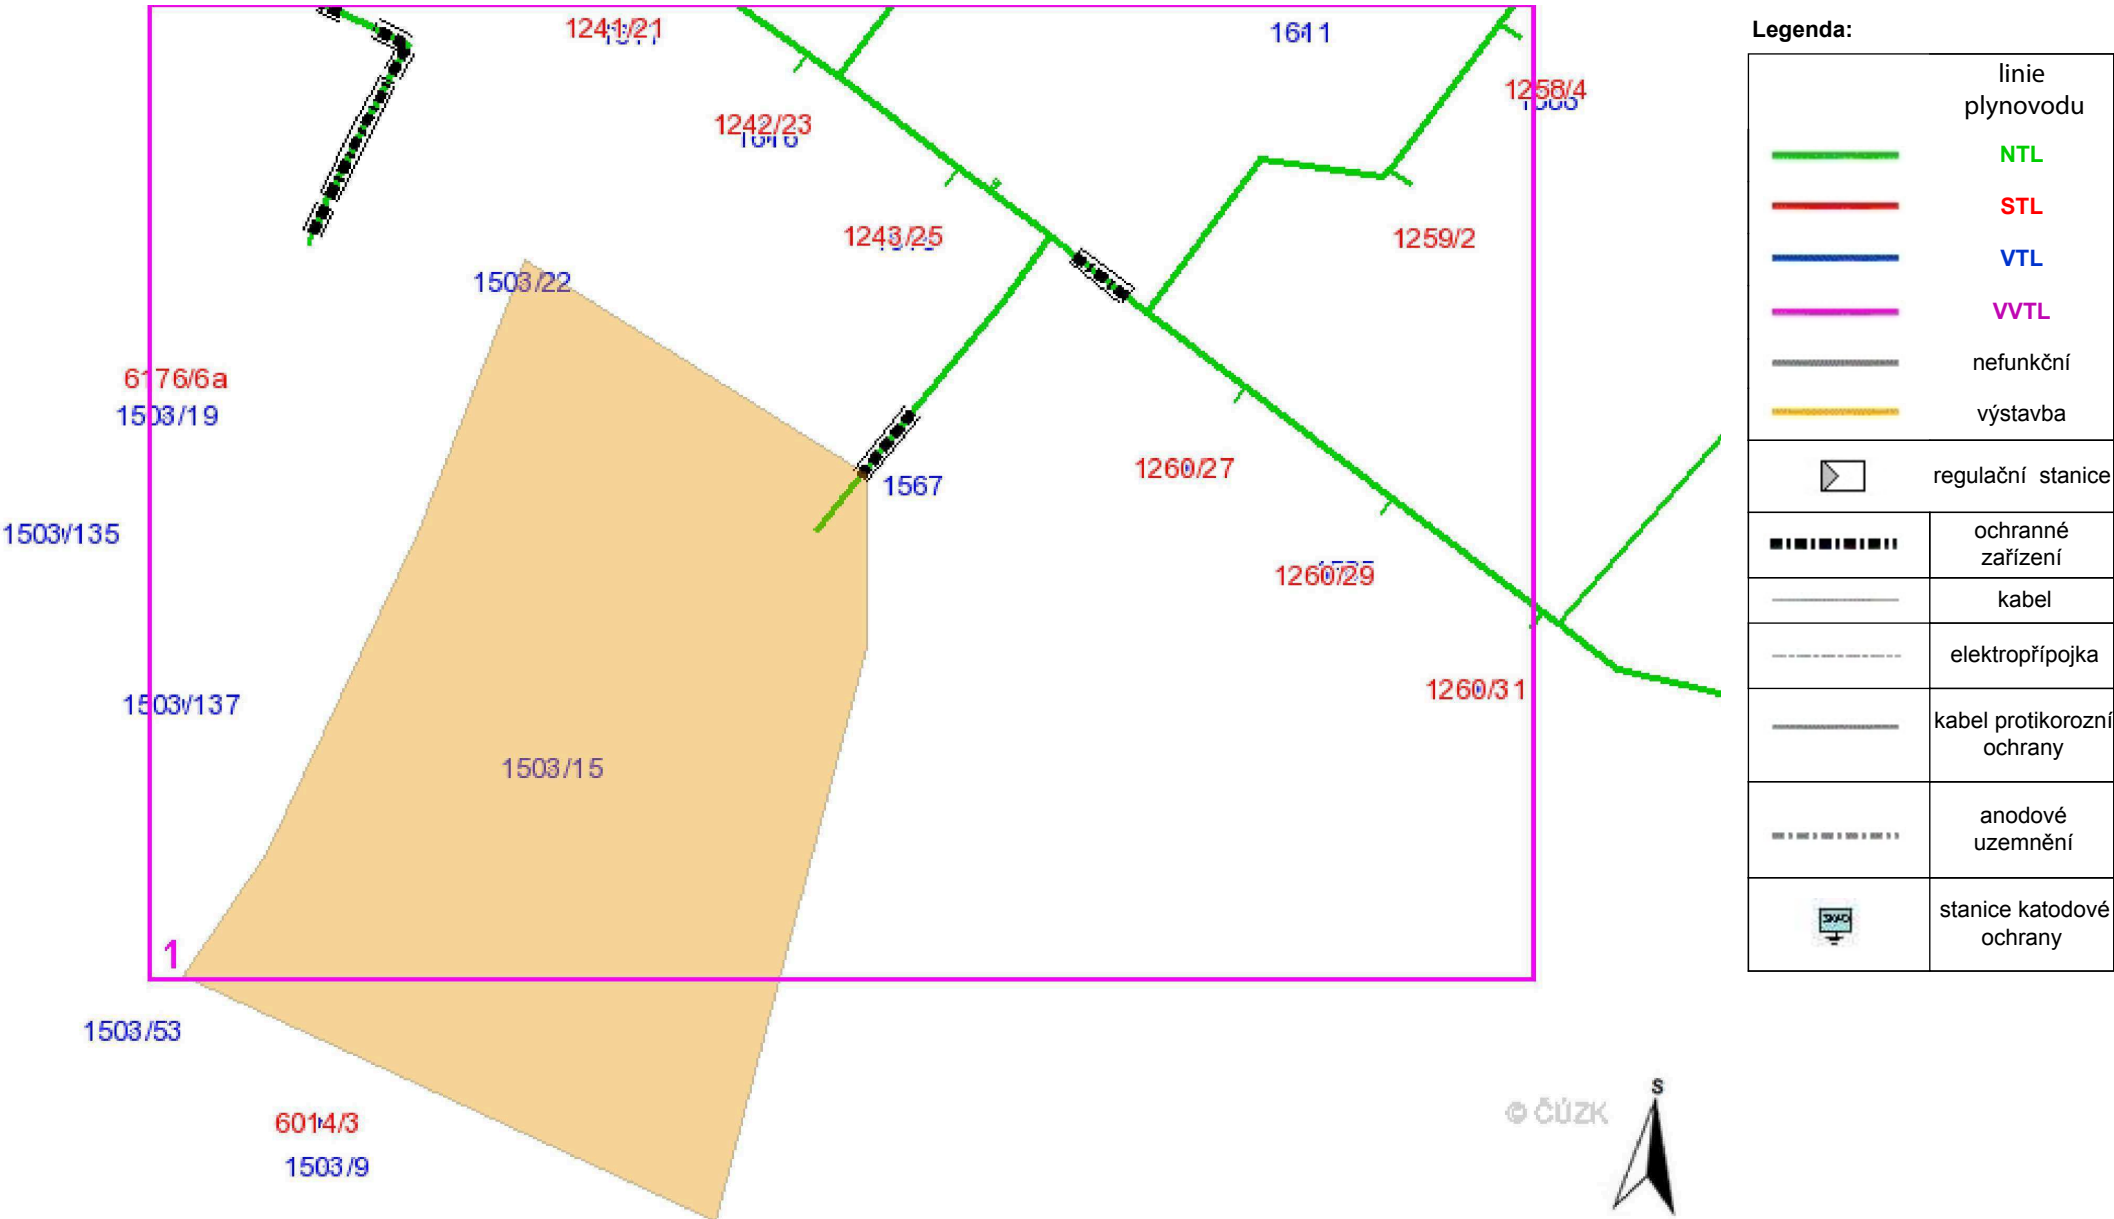 1241/21
1611
1258/4
1242/23
1616
1243/25
1259/2
1503/22
6176/6a
1503/19
1260/27
1567
1503/135
1260/29
1260/31
1503/137
1503/15
1
1503/53
6014/3
1503/9
© ČÚZK
S
Legenda:
linie
plynovodu
NTL
STL
VTL
VVTL
nefunkční
výstavba
regulační stanice
ochranné
zařízení
kabel
elektropřípojka
kabel protikorozní
ochrany
anodové
uzemnění
SKAO
stanice katodové
ochrany